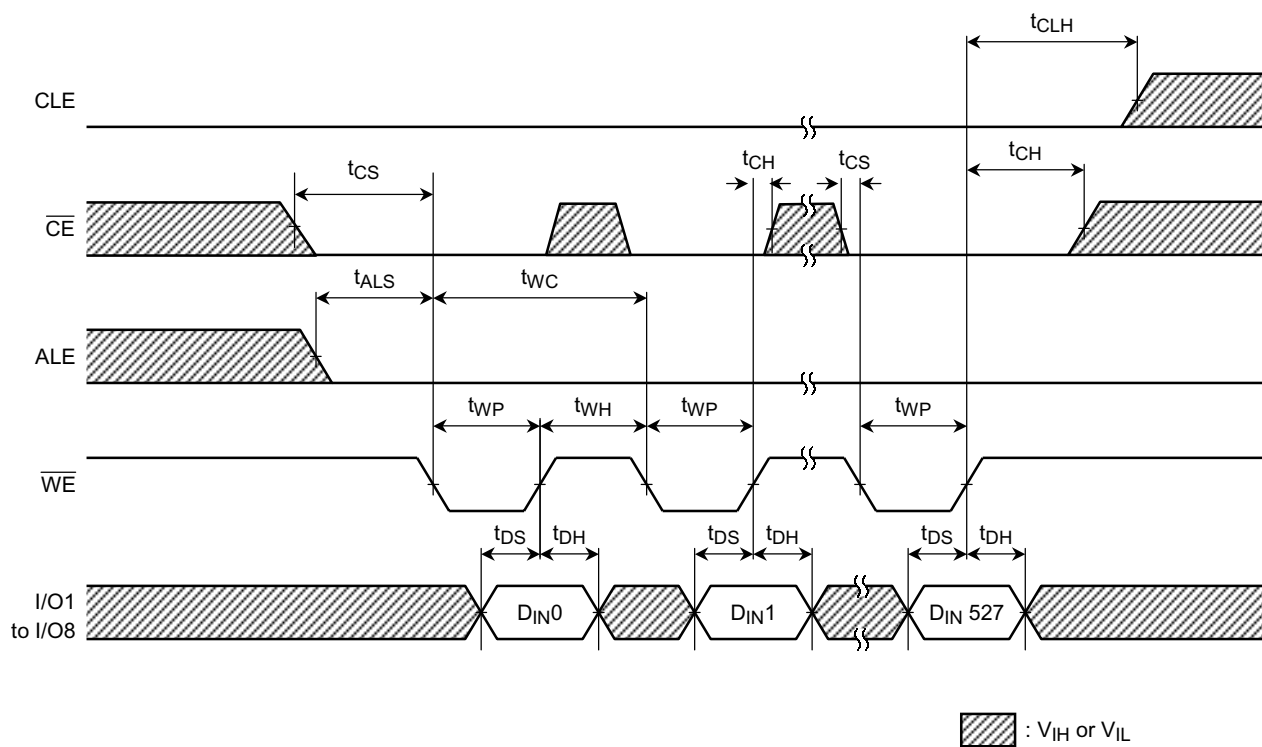 tCLH
CLE
tCH tCS tCH
tCS
CE
tALS tWC
ALE
tWP tWH tWP tWP
WE
tDS tDH tDS tDH tDS tDH
I/O1
to I/O8
DIN0 DIN1 DIN 527
: VIH or VIL